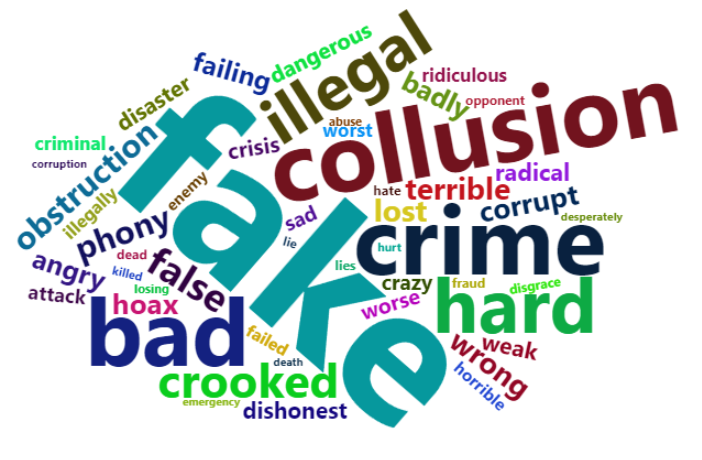 illegal
dangerous
failing
disaster
badly
ridiculous
opponent
fake
collusion
abuse
worst
crisis
criminal
obstruction
corruption
enemy
hate
terrible
radical
illegally
phony
sad
lost
corrupt
desperately
lie
crime
hurt
dead
false
angry
killed
lies
crazy
fraud
disgrace
losing
attack
hoax
bad
worse
hard
failed
wrong
weak
death
crooked
horrible
emergency
dishonest